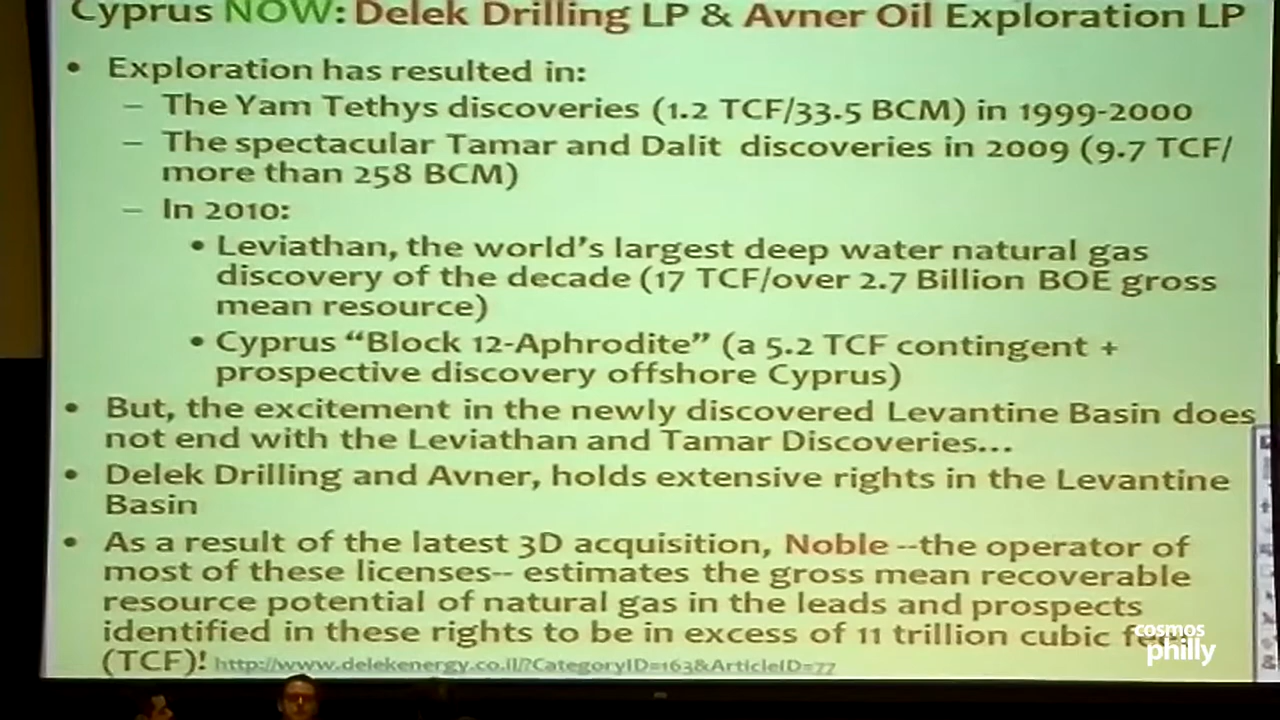 Cyprus NOW: Delek Drilling LP & Avner Oil Exploration LP
• Exploration has resulted in:
– The Yam Tethys discoveries (1.2 TCF/33.5 BCM) in 1999-2000
– The spectacular Tamar and Dalit discoveries in 2009 (9.7 TCF/
more than 258 BCM)
– In 2010:
• Leviathan, the world's largest deep water natural gas
discovery of the decade (17 TCF/over 2.7 Billion BOE gross
mean resource)
• Cyprus “Block 12-Aphrodite” (a 5.2 TCF contingent +
prospective discovery offshore Cyprus)
• But, the excitement in the newly discovered Levantine Basin does
not end with the Leviathan and Tamar Discoveries...
• Delek Drilling and Avner, holds extensive rights in the Levantine
Basin
• As a result of the latest 3D acquisition, Noble --the operator of
most of these licenses-- estimates the gross mean recoverable
resource potential of natural gas in the leads and prospects
identified in these rights to be in excess of 11 trillion cubic
(TCF)! http://www.delekenergy.co.il/?CategoryID=163&ArticleID=77
cosmos
philly